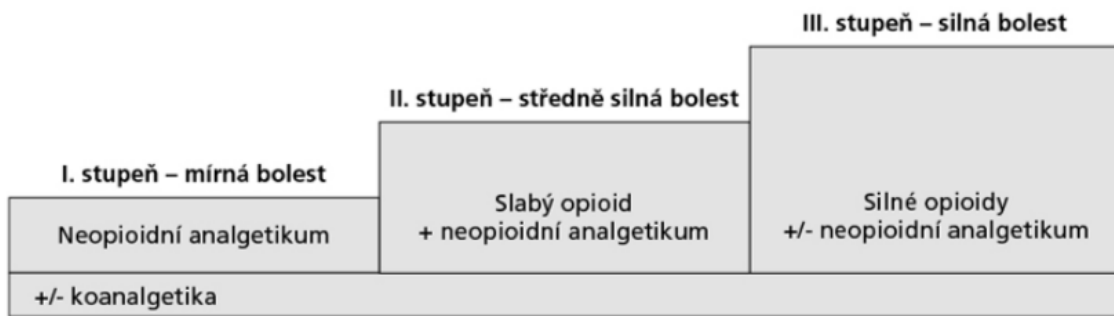 I. stupeň – mírná bolest
Neopioidní analgetikum
II. stupeň – středně silná bolest
Slabý opioid
+ neopioidní analgetikum
III. stupeň – silná bolest
Silné opioidy
+/- neopioidní analgetikum
+/- koanalgetika